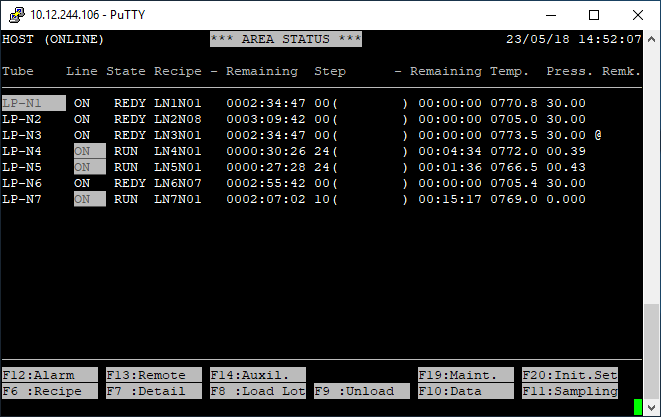 10.12.244.106 - PuTTY
HOST (ONLINE) *** AREA STATUS *** 23/05/18 14:52:07
Tube Line State Recipe - Remaining Step - Remaining Temp. Press. Remk.
LP-N1 ON REDY LN1N01 0002:34:47 00( ) 00:00:00 0770.8 30.00
LP-N2 ON REDY LN2N08 0003:09:42 00( ) 00:00:00 0705.0 30.00
LP-N3 ON REDY LN3N01 0002:34:47 00( ) 00:00:00 0773.5 30.00 @
LP-N4 ON RUN LN4N01 0000:30:26 24( ) 00:04:34 0772.0 00.39
LP-N5 ON RUN LN5N01 0000:27:28 24( ) 00:01:36 0766.5 00.43
LP-N6 ON REDY LN6N07 0002:55:42 00( ) 00:00:00 0705.4 30.00
LP-N7 ON RUN LN7N01 0002:07:02 10( ) 00:15:17 0769.0 0.000
F12:Alarm F13:Remote F14:Auxil. F19:Maint. F20:Init.Set
F6 :Recipe F7 :Detail F8 :Load Lot F9 :Unload F10:Data F11:Sampling